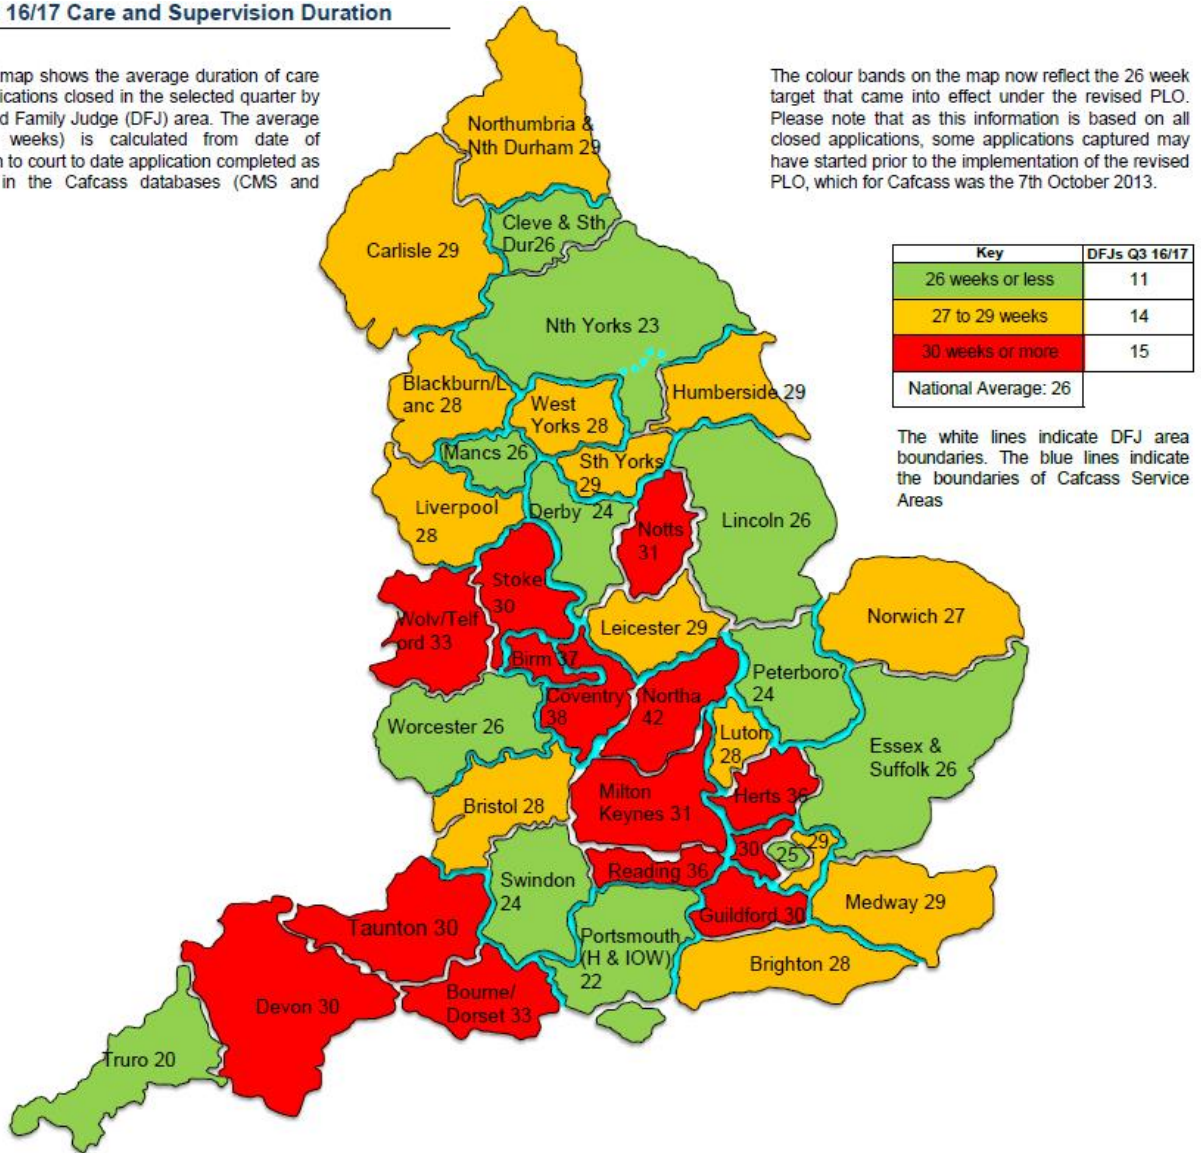 16/17 Care and Supervision Duration
map shows the average duration of care
ications closed in the selected quarter by
d Family Judge (DFJ) area. The average
weeks) is calculated from date of
n to court to date application completed as
in the Cafcass databases (CMS and
The colour bands on the map now reflect the 26 week
target that came into effect under the revised PLO.
Please note that as this information is based on all
closed applications, some applications captured may
have started prior to the implementation of the revised
PLO, which for Cafcass was the 7th October 2013.
Key DFJs Q3 16/17
26 weeks or less 11
27 to 29 weeks 14
30 weeks or more 15
National Average: 26
The white lines indicate DFJ area
boundaries. The blue lines indicate
the boundaries of Cafcass Service
Areas
Northumbria &
Nth Durham 29
Carlisle 29
Cleve & Sth
Dur26
Nth Yorks 23
Blackburn/L
anc 28
West
Yorks 28
Humberside 29
Mancs 26
Sth Yorks
29
Liverpool
28
Derby 24
Notts
31
Lincoln 26
Stoke
30
Wolv/Telf
ord 33
Leicester 29
Norwich 27
Birm 37
Peterboro'
24
Coventry
38
Northa
42
Worcester 26
Luton
28
Essex &
Suffolk 26
Bristol 28
Milton
Keynes 31
Herts 36
30
25
29
Reading 36
Swindon
24
Medway 29
Guildford 30
Taunton 30
Portsmouth
(H & IOW)
22
Brighton 28
Devon 30
Bourne/
Dorset 33
Truro 20